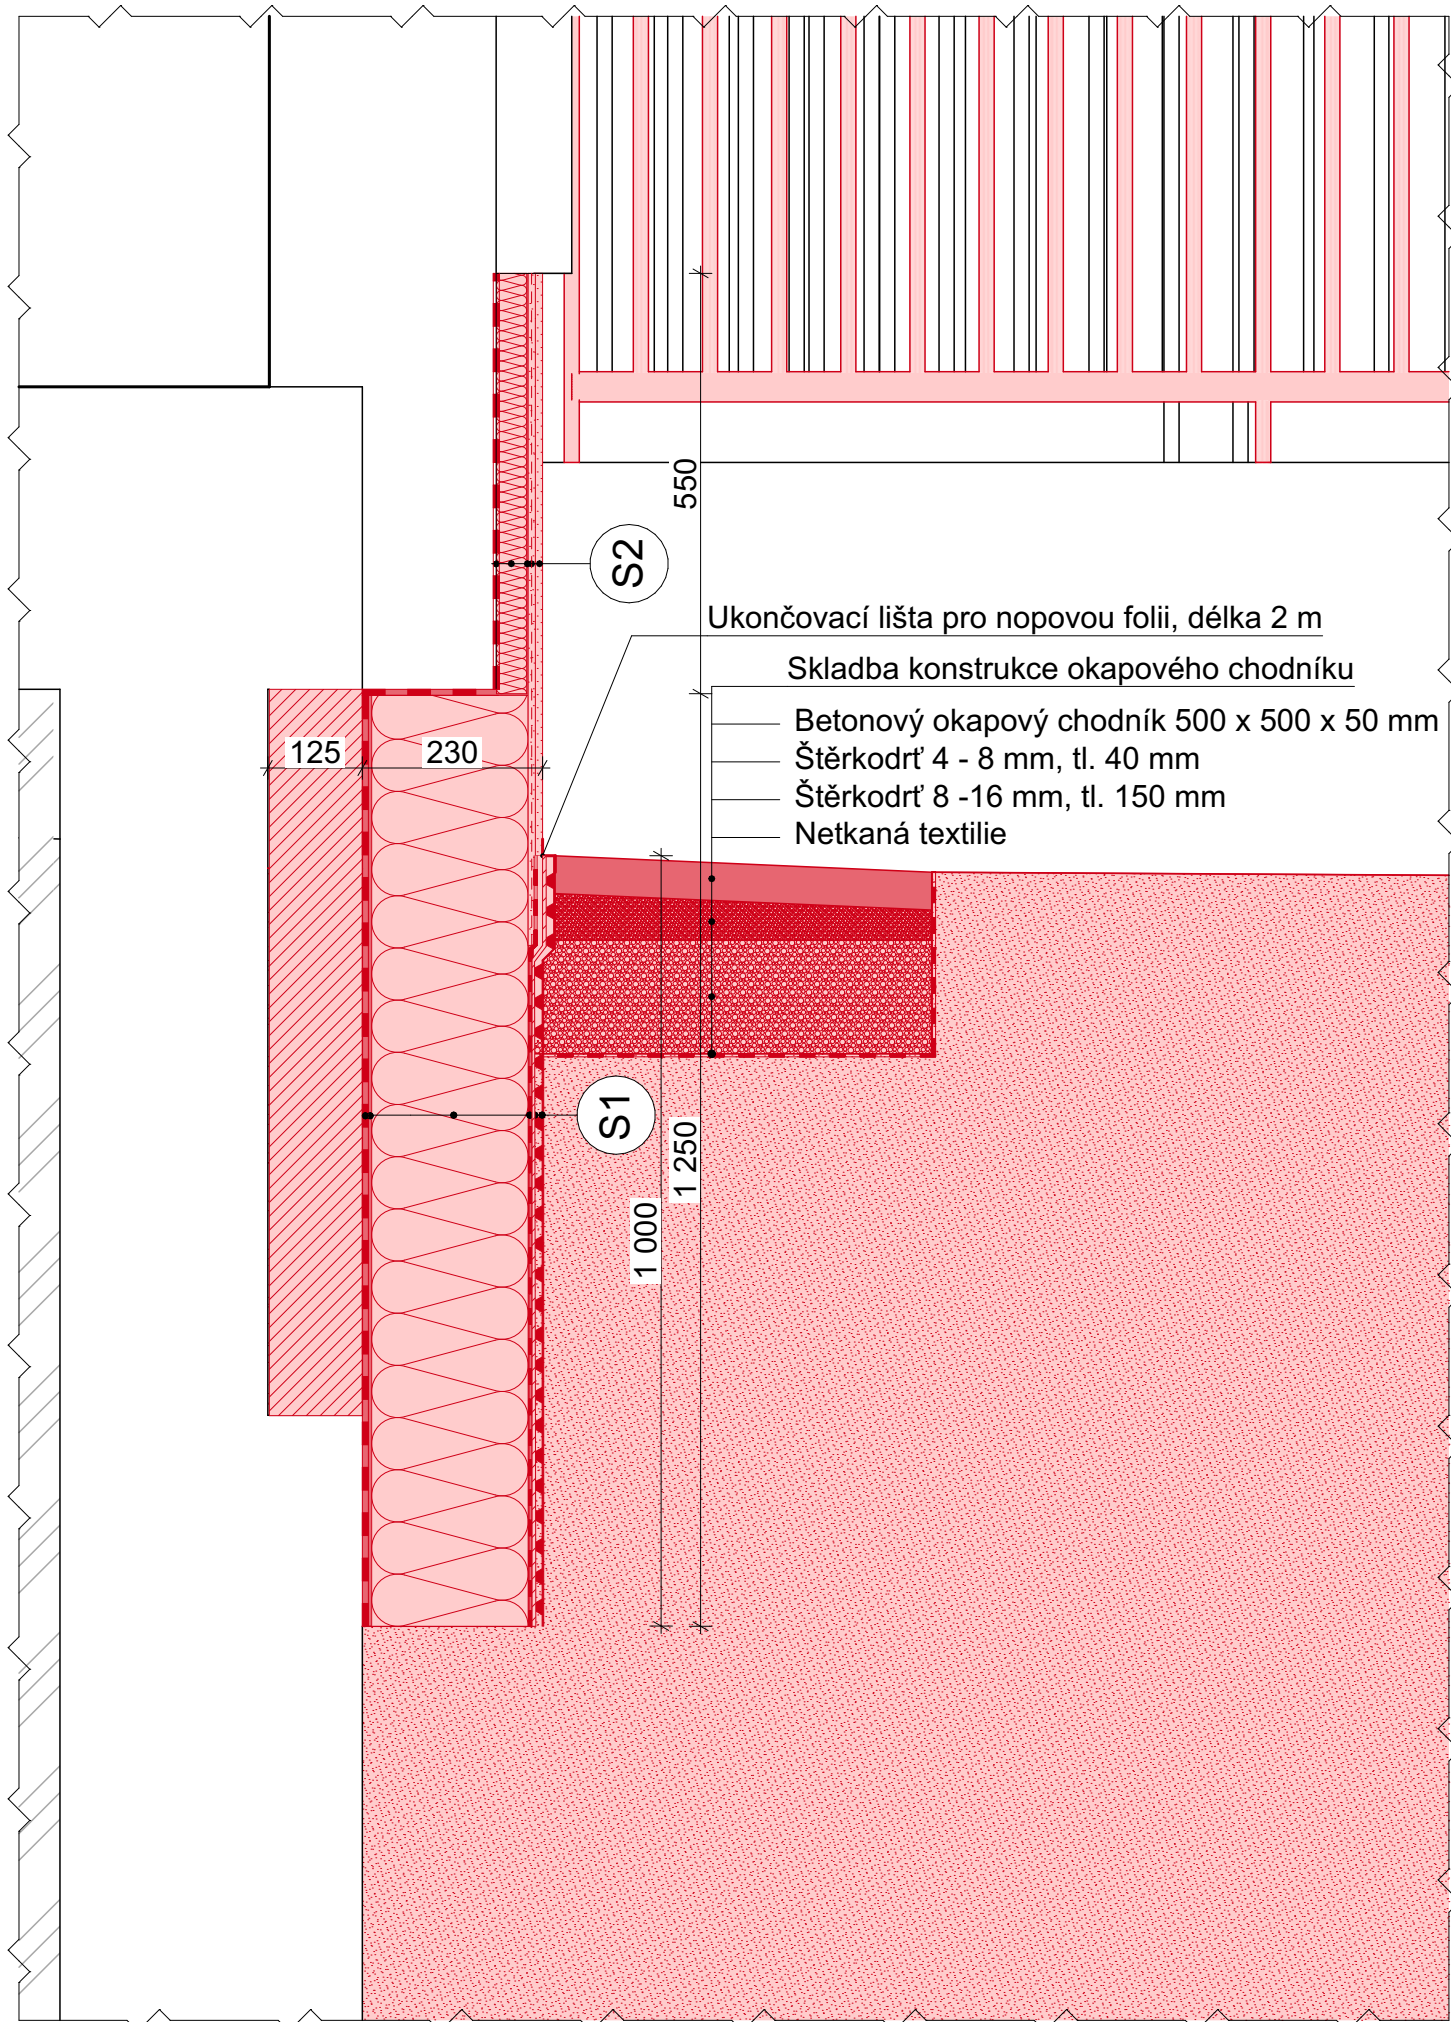 550
S2
Ukončovací lišta pro nopovou folii, délka 2 m
Skladba konstrukce okapového chodníku
Betonový okapový chodník 500 x 500 x 50 mm
Štěrkodrť 4 - 8 mm, tl. 40 mm
Štěrkodrť 8 -16 mm, tl. 150 mm
Netkaná textilie
125
230
S1
1 250
1 000